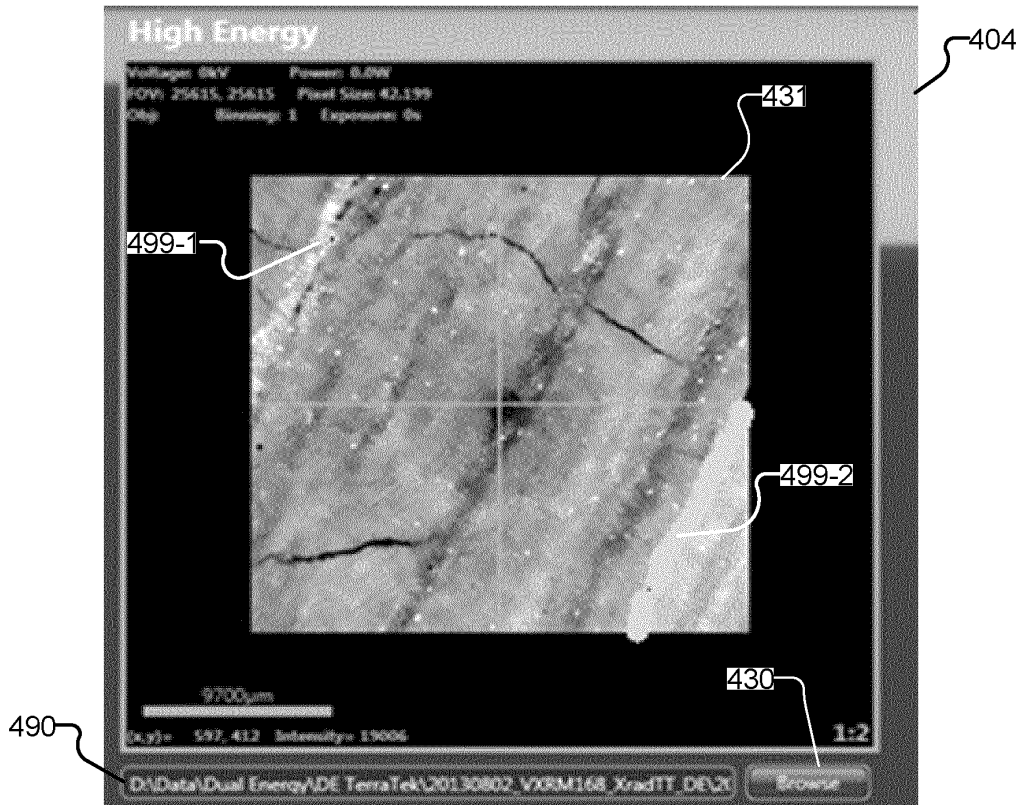 High Energy
404
Voltage: 0kV Power: 0.0W
FOV: 25615, 25615 Pixel Size: 42.199
431
Obj: Binning: 1 Exposure: 0s
499-1
499-2
430
9700µm
490
(x,y)= 597, 412 Intensity= 19006
1:2
D:\Data\Dual Energy\DE TerraTek\20130802_VXRM168_XradTT_DE\20
Browse